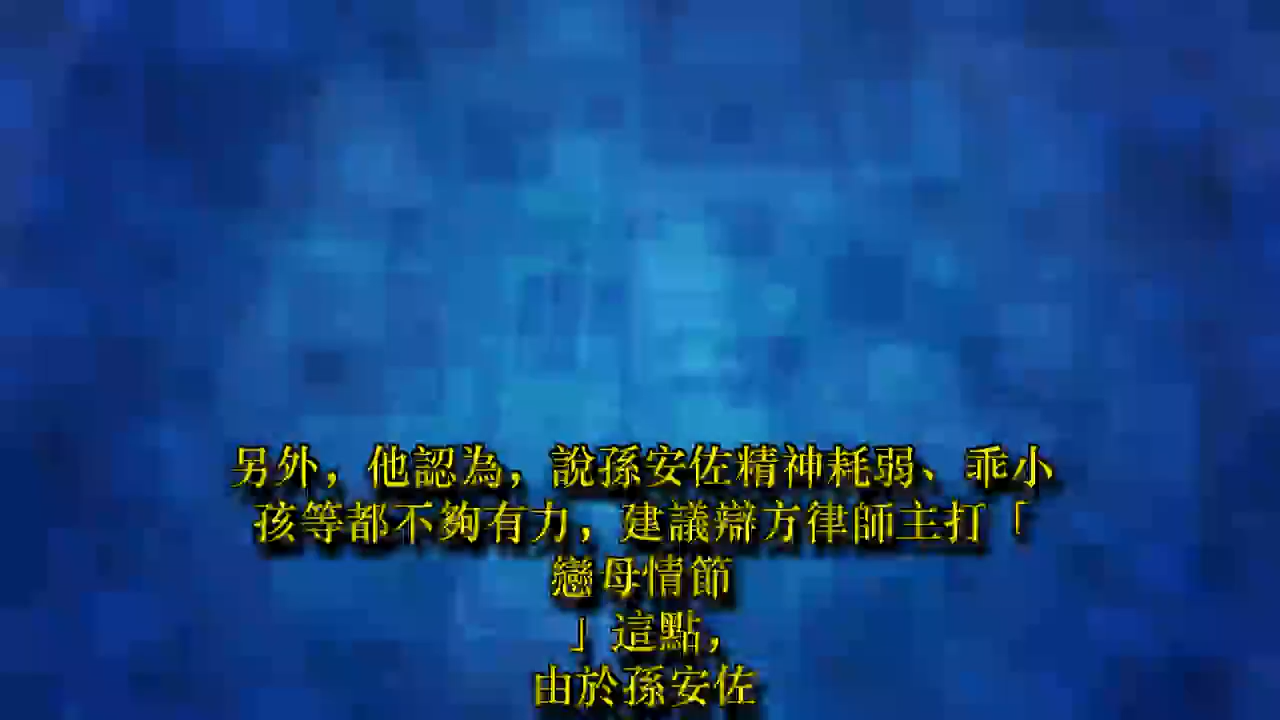 另外，他認為，說孫安佐精神耗弱、乖小
孩等都不夠有力，建議辯方律師主打「
戀母情節
」這點，
由於孫安佐